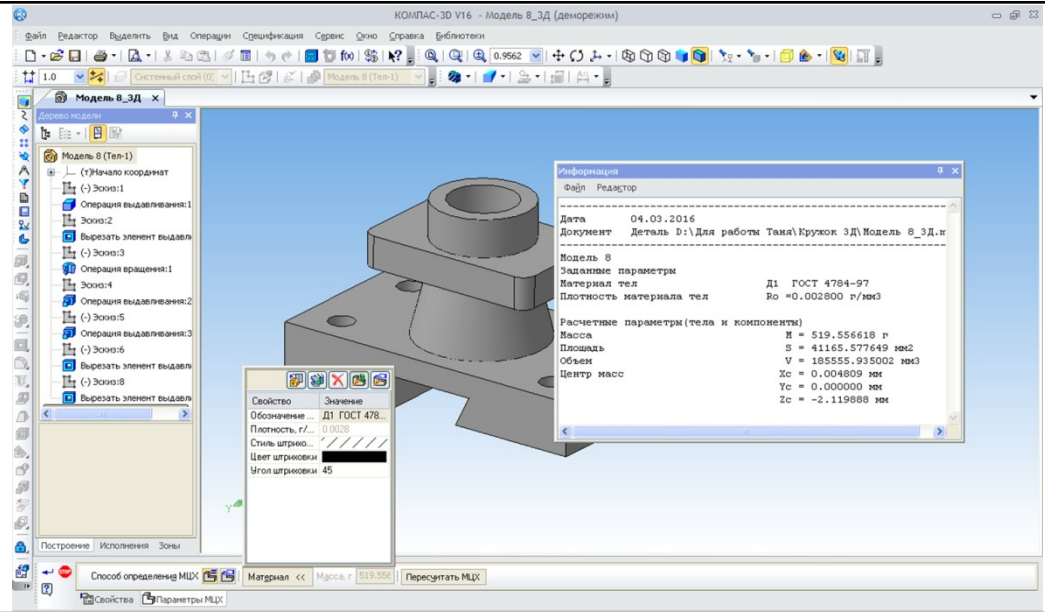 КОМПАС-3D V16 - Модель 8_3Д (деморежим)
Файл Редактор Выделить Вид Операции Спецификация Сервис Окно Справка Библиотеки
0.9562
1.0 Системный слой (0) Модель 8 (Тел-1)
Модель 8_3Д
Дерево модели
Модель 8 (Тел-1)
(т)Начало координат
(-) Эскиз:1
Операция выдавливания:1
Эскиз:2
Вырезать элемент выдавл
(-) Эскиз:3
Операция вращения:1
Эскиз:4
Операция выдавливания:2
(-) Эскиз:5
Операция выдавливания:3
(-) Эскиз:6
Вырезать элемент выдавл
(-) Эскиз:8
Вырезать элемент выдавл
Построение Исполнения Зоны
Информация
Файл Редактор
Дата 04.03.2016
Документ Деталь D:\Для работы Таня\Кружок 3Д\Модель 8_3Д.m
Модель 8
Заданные параметры
Материал тел Д1 ГОСТ 4784-97
Плотность материала тел Ro =0.002800 г/мм3
Расчетные параметры(тела и компоненты)
Масса M = 519.556618 г
Площадь S = 41165.577649 мм2
Объем V = 185555.935002 мм3
Центр масс Xc = 0.004809 мм
Yc = 0.000000 мм
Zc = -2.119888 мм
Свойство Значение
Обозначение ... Д1 ГОСТ 478...
Плотность, г/... 0.0028
Стиль штрихо...
Цвет штриховки
Угол штриховки 45
Y
Способ определения МЦХ Материал << Масса, г 519.556 Пересчитать МЦХ
STOP
Свойства Параметры МЦХ